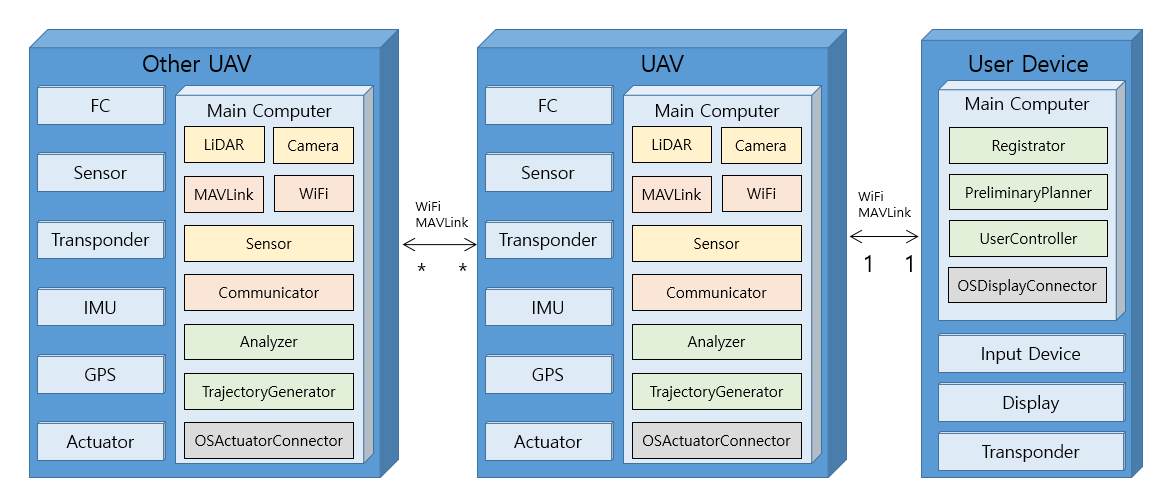 Other UAV
FC
Sensor
Transponder
IMU
GPS
Actuator
Main Computer
LiDAR
Camera
MAVLink
WiFi
Sensor
Communicator
Analyzer
TrajectoryGenerator
OSActuatorConnector
WiFi
MAVLink
* *
UAV
FC
Sensor
Transponder
IMU
GPS
Actuator
Main Computer
LiDAR
Camera
MAVLink
WiFi
Sensor
Communicator
Analyzer
TrajectoryGenerator
OSActuatorConnector
WiFi
MAVLink
1 1
User Device
Main Computer
Registrator
PreliminaryPlanner
UserController
OSDisplayConnector
Input Device
Display
Transponder